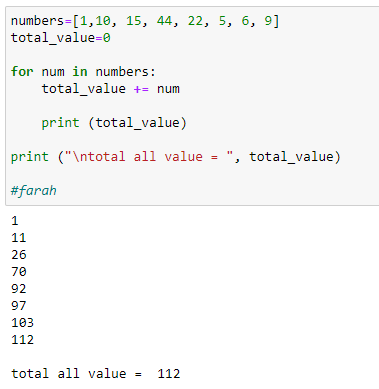 numbers=[1,10, 15, 44, 22, 5, 6, 9]
total_value=0
for num in numbers:
    total_value += num
    print (total_value)
print ("\ntotal all value = ", total_value)
#farah
1
11
26
70
92
97
103
112
total all value =  112